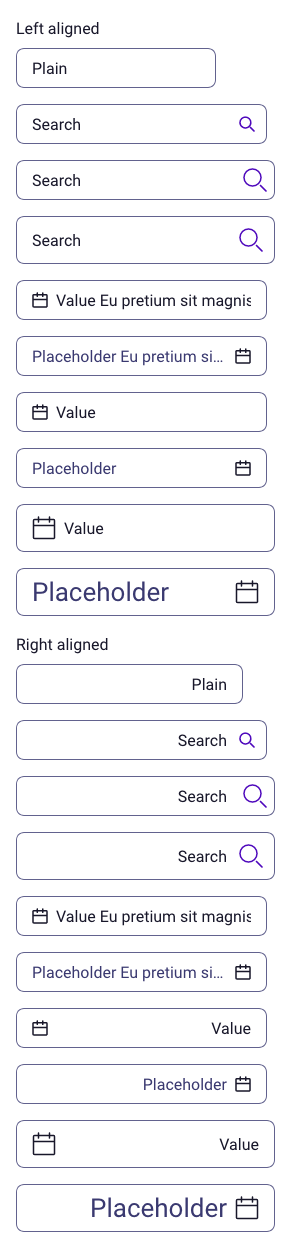 Left aligned
Plain
Search
Search
Search
Value Eu pretium sit magnis
Placeholder Eu pretium si...
Value
Placeholder
Value
Placeholder
Right aligned
Plain
Search
Search
Search
Value Eu pretium sit magnis
Placeholder Eu pretium si...
Value
Placeholder
Value
Placeholder